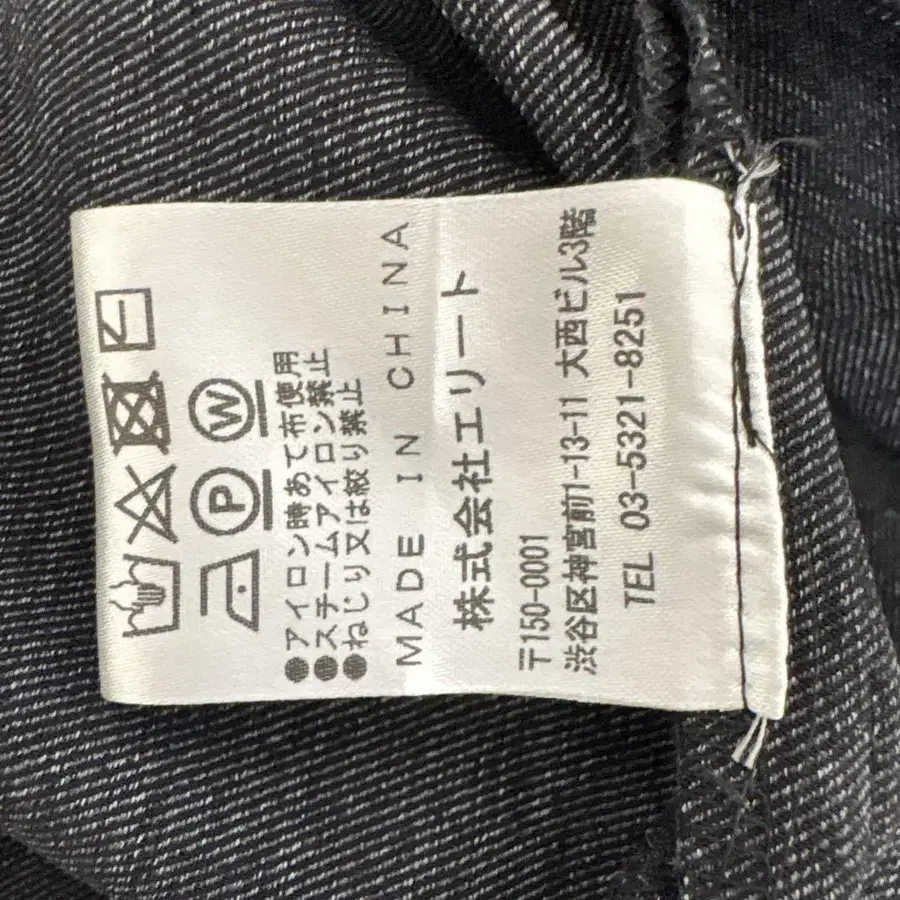 P W
●アイロン時あて布使用
●スチームアイロン禁止
●ねじり又は絞り禁止
MADE IN CHINA
株式会社エリート
〒150-0001
渋谷区神宮前1-13-11 大西ビル3階
TEL 03-5321-8251